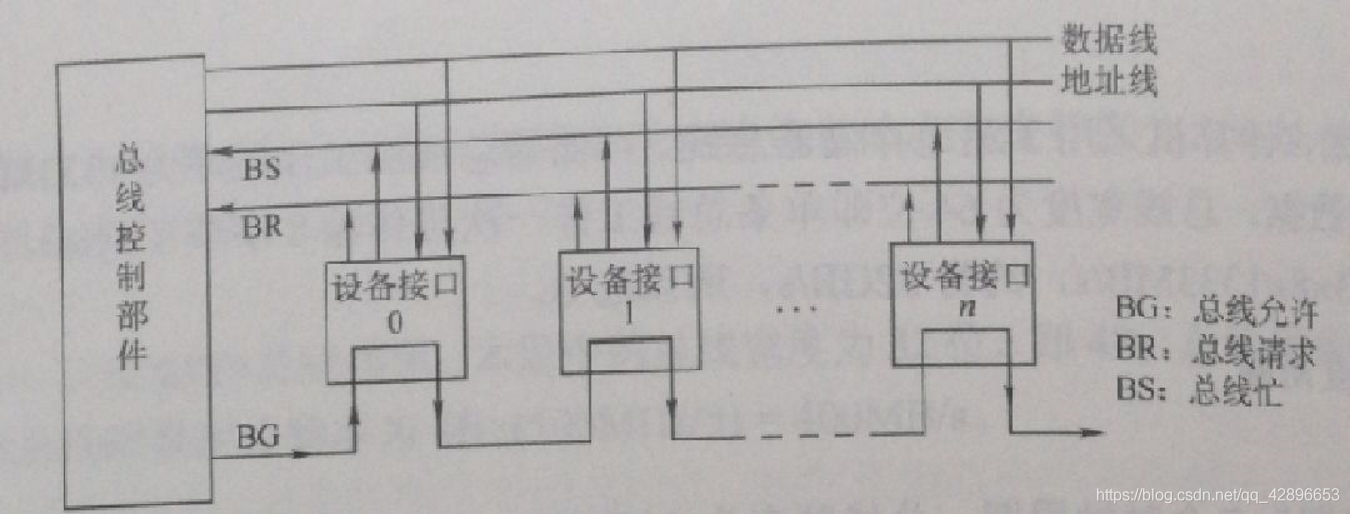 数据线
地址线
总线控制部件
BS
BR
设备接口
0
设备接口
1
...
设备接口
n
BG
BG：总线允许
BR：总线请求
BS：总线忙
https://blog.csdn.net/qq_42896653